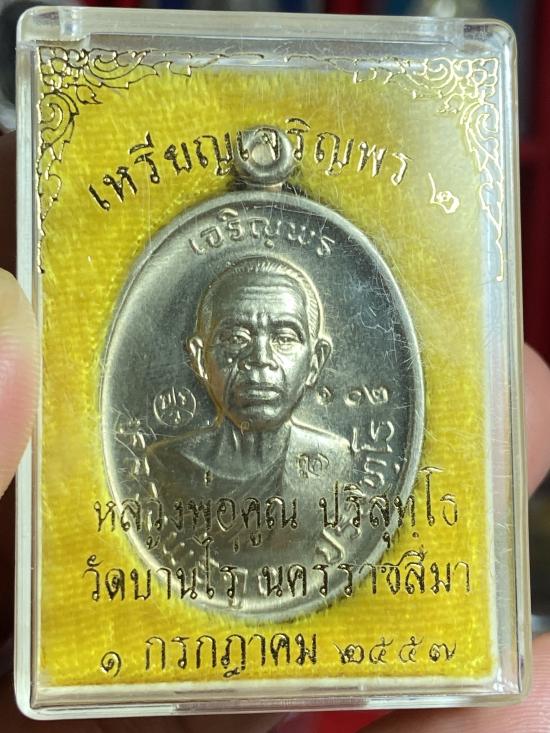 เหรียญเจริญพร ๒
เจริญพร
หลวงพ่อคูณ ปริสุทฺโธ
วัดบ้านไร่ นครราชสีมา
๑ กรกฎาคม ๒๕๕๗